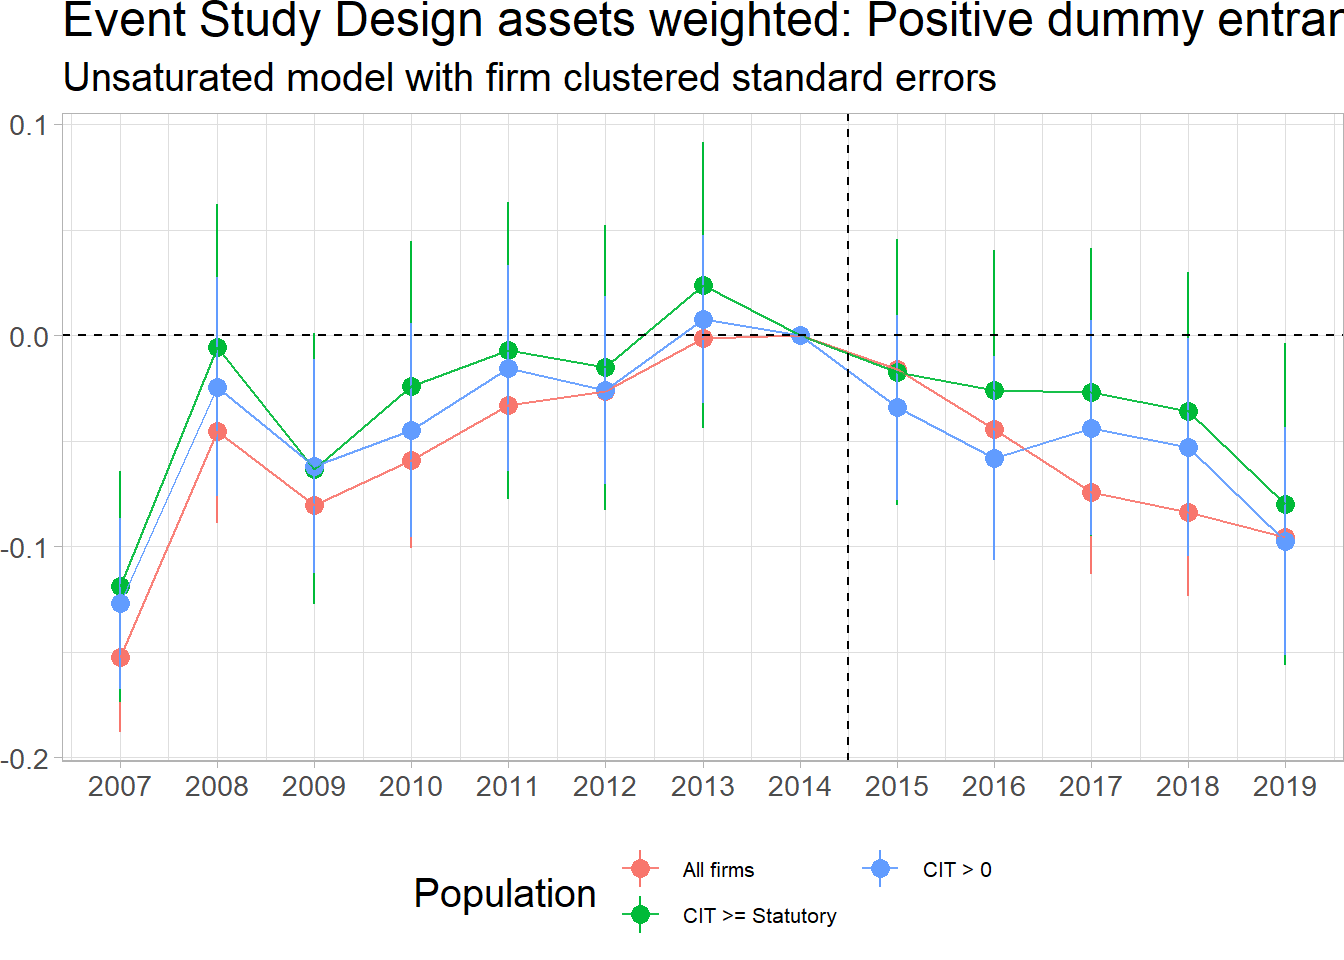 Event Study Design assets weighted: Positive dummy
Unsaturated model with firm clustered standard errors
0.1
0.0
-0.1
-0.2
2007 2008 2009 2010 2011 2012 2013 2014 2015 2016 2017 2018 2019
Population
All firms
CIT > 0
CIT >= Statutory